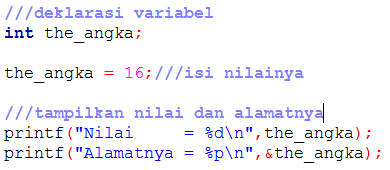 ///deklarasi variabel
int the_angka;
the_angka = 16;///isi nilainya
///tampilkan nilai dan alamatnya
printf("Nilai     = %d\n",the_angka);
printf("Alamatnya = %p\n",&the_angka);